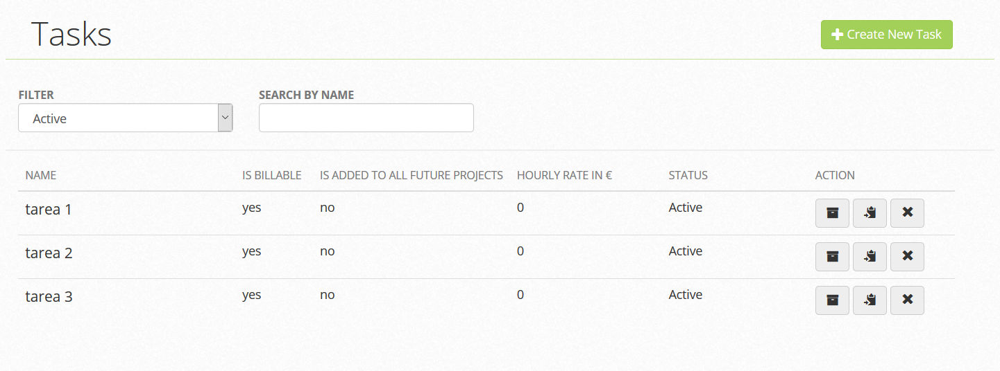 Tasks
Create New Task
FILTER
SEARCH BY NAME
Active
NAME IS BILLABLE IS ADDED TO ALL FUTURE PROJECTS HOURLY RATE IN € STATUS ACTION
tarea 1 yes no 0 Active
tarea 2 yes no 0 Active
tarea 3 yes no 0 Active